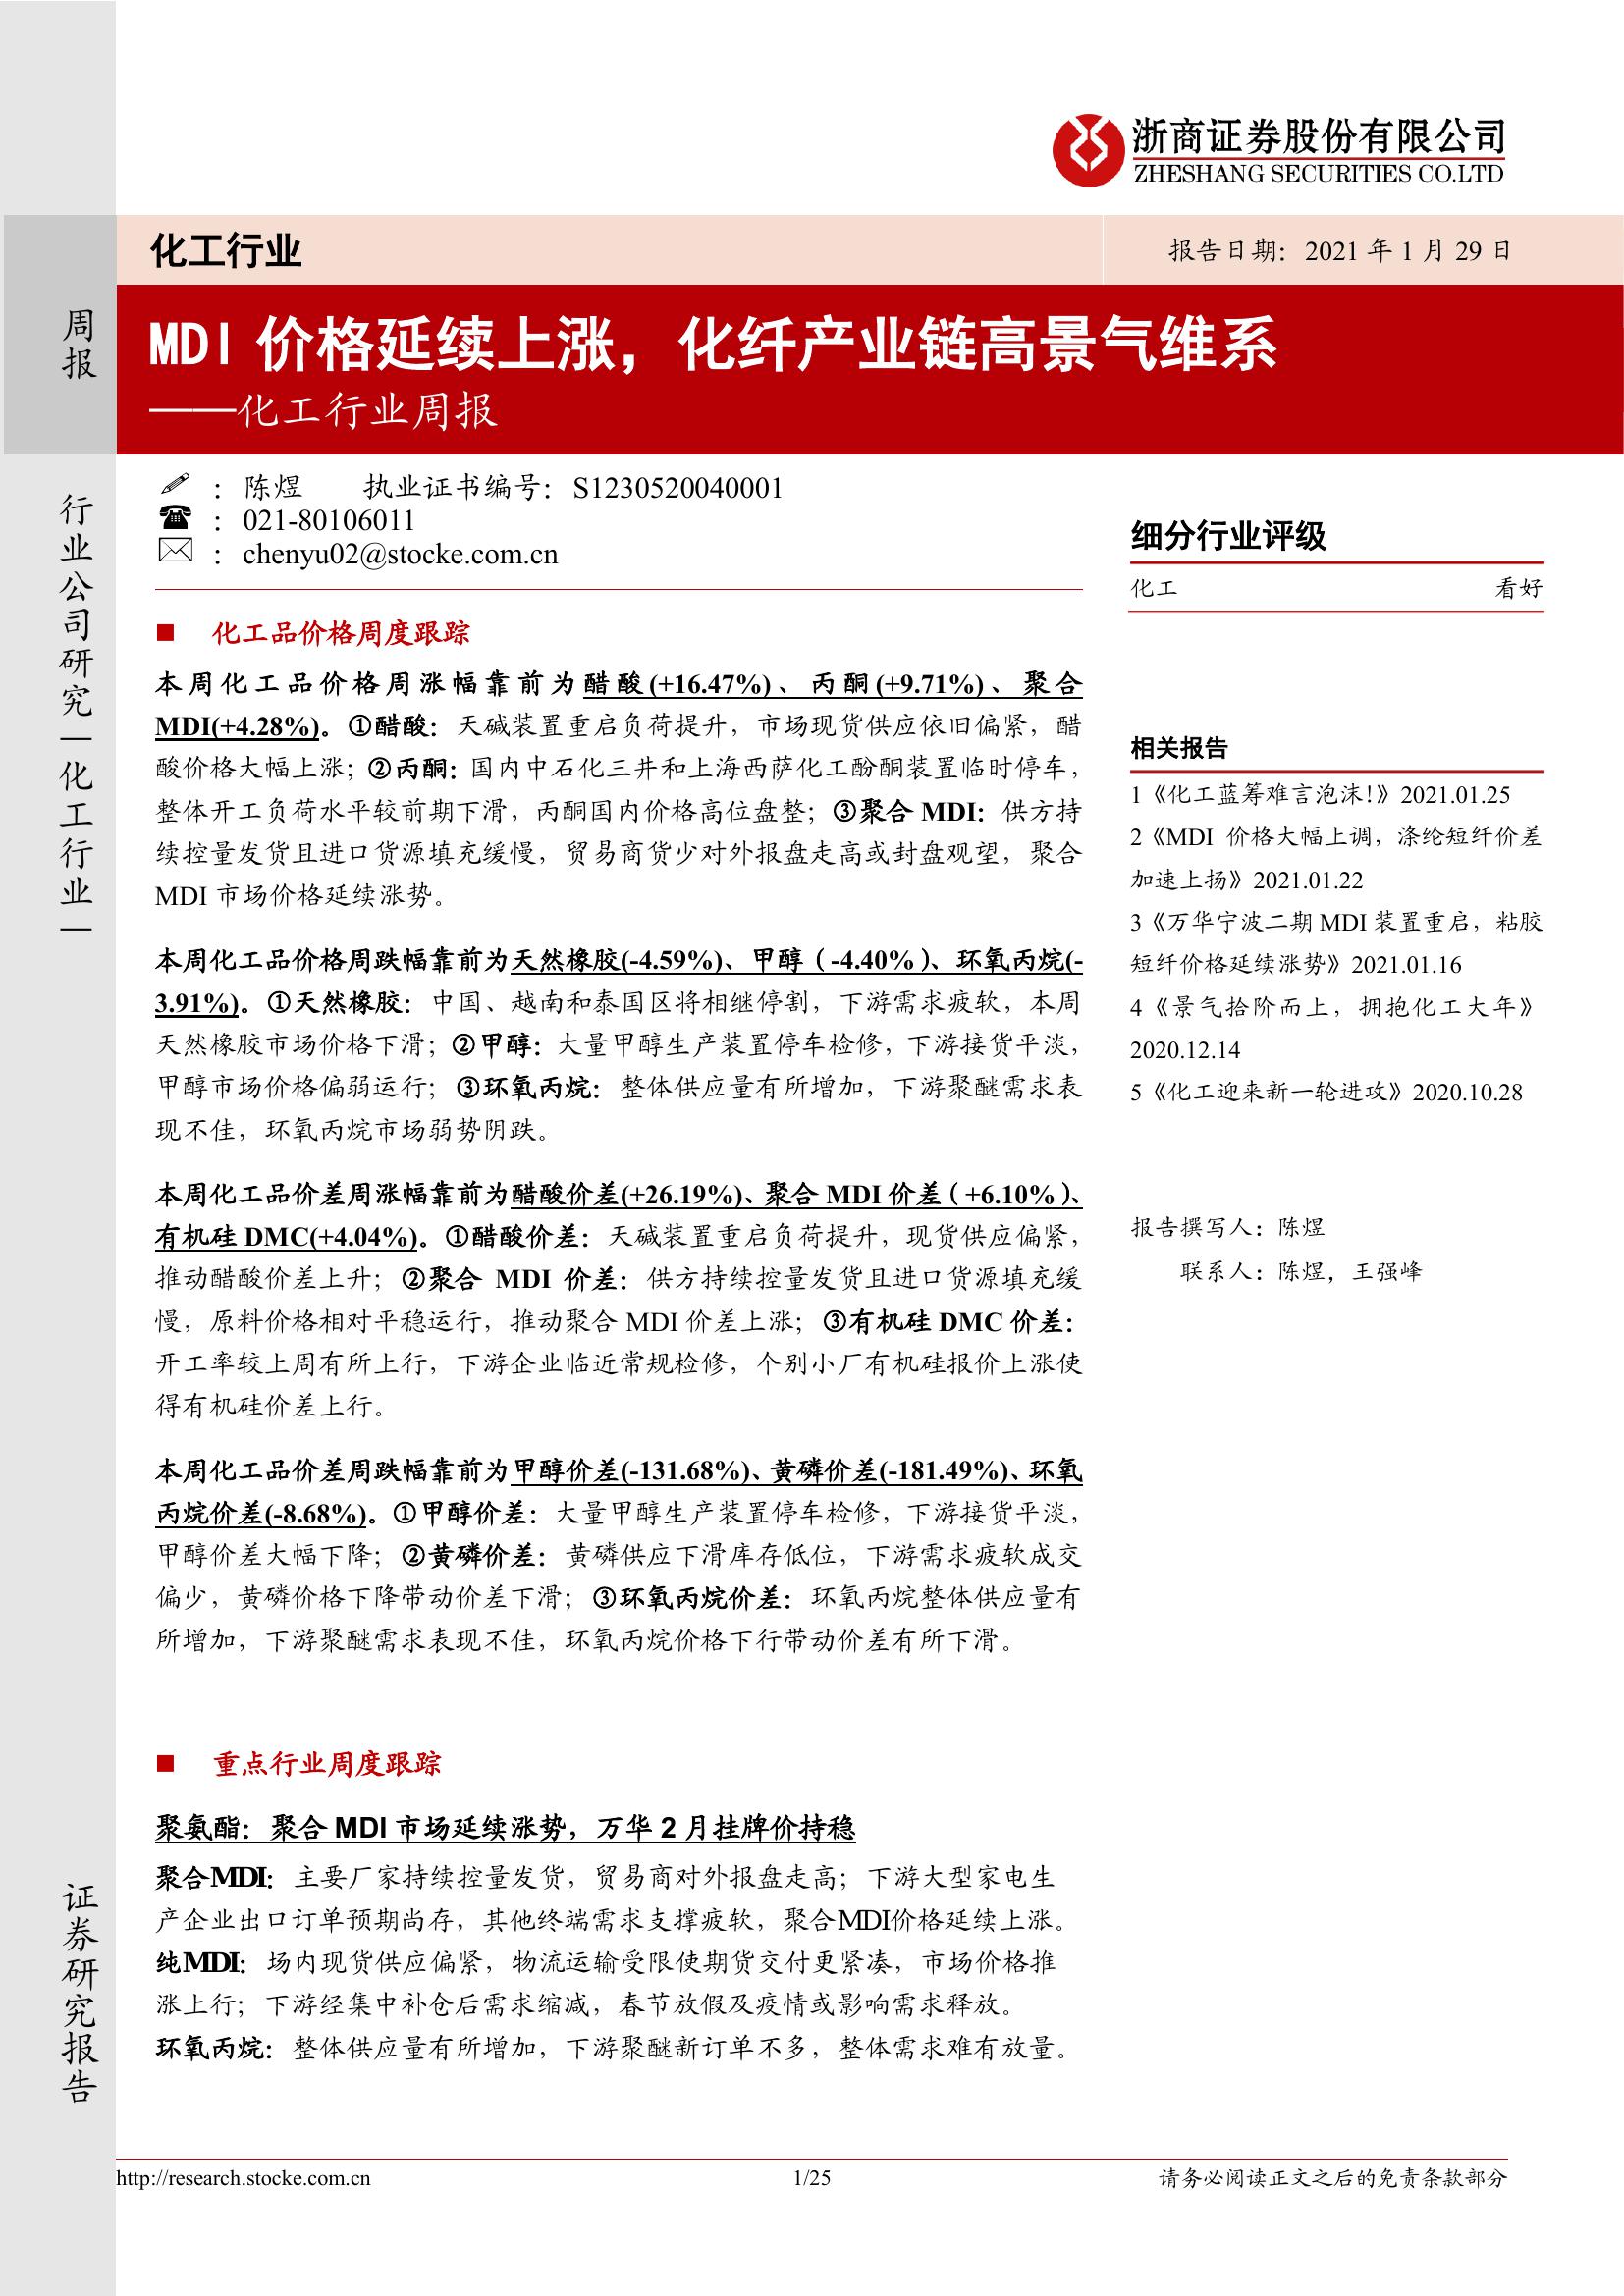 浙商证券股份有限公司
ZHESHANG SECURITIES CO.LTD
化工行业
报告日期：2021 年 1 月 29 日
周报
MDI 价格延续上涨，化纤产业链高景气维系
——化工行业周报
行业公司研究｜化工行业｜
：陈煜 执业证书编号：S1230520040001
：021-80106011
：chenyu02@stocke.com.cn
化工品价格周度跟踪
本周化工品价格周涨幅靠前为醋酸(+16.47%)、丙酮(+9.71%)、聚合
MDI(+4.28%)。①醋酸：天碱装置重启负荷提升，市场现货供应依旧偏紧，醋
酸价格大幅上涨；②丙酮：国内中石化三井和上海西萨化工酚酮装置临时停车，
整体开工负荷水平较前期下滑，丙酮国内价格高位盘整；③聚合 MDI：供方持
续控量发货且进口货源填充缓慢，贸易商货少对外报盘走高或封盘观望，聚合
MDI 市场价格延续涨势。
本周化工品价格周跌幅靠前为天然橡胶(-4.59%)、甲醇（-4.40%）、环氧丙烷(-
3.91%)。①天然橡胶：中国、越南和泰国区将相继停割，下游需求疲软，本周
天然橡胶市场价格下滑；②甲醇：大量甲醇生产装置停车检修，下游接货平淡，
甲醇市场价格偏弱运行；③环氧丙烷：整体供应量有所增加，下游聚醚需求表
现不佳，环氧丙烷市场弱势阴跌。
本周化工品价差周涨幅靠前为醋酸价差(+26.19%)、聚合 MDI 价差（+6.10%）、
有机硅 DMC(+4.04%)。①醋酸价差：天碱装置重启负荷提升，现货供应偏紧，
推动醋酸价差上升；②聚合 MDI 价差：供方持续控量发货且进口货源填充缓
慢，原料价格相对平稳运行，推动聚合 MDI 价差上涨；③有机硅 DMC 价差：
开工率较上周有所上行，下游企业临近常规检修，个别小厂有机硅报价上涨使
得有机硅价差上行。
本周化工品价差周跌幅靠前为甲醇价差(-131.68%)、黄磷价差(-181.49%)、环氧
丙烷价差(-8.68%)。①甲醇价差：大量甲醇生产装置停车检修，下游接货平淡，
甲醇价差大幅下降；②黄磷价差：黄磷供应下滑库存低位，下游需求疲软成交
偏少，黄磷价格下降带动价差下滑；③环氧丙烷价差：环氧丙烷整体供应量有
所增加，下游聚醚需求表现不佳，环氧丙烷价格下行带动价差有所下滑。
重点行业周度跟踪
聚氨酯：聚合 MDI 市场延续涨势，万华 2 月挂牌价持稳
聚合MDI：主要厂家持续控量发货，贸易商对外报盘走高；下游大型家电生
产企业出口订单预期尚存，其他终端需求支撑疲软，聚合MDI价格延续上涨。
纯MDI：场内现货供应偏紧，物流运输受限使期货交付更紧凑，市场价格推
涨上行；下游经集中补仓后需求缩减，春节放假及疫情或影响需求释放。
环氧丙烷：整体供应量有所增加，下游聚醚新订单不多，整体需求难有放量。
细分行业评级
化工 看好
相关报告
1《化工蓝筹难言泡沫!》2021.01.25
2《MDI 价格大幅上调，涤纶短纤价差
加速上扬》2021.01.22
3《万华宁波二期 MDI 装置重启，粘胶
短纤价格延续涨势》2021.01.16
4《景气拾阶而上，拥抱化工大年》
2020.12.14
5《化工迎来新一轮进攻》2020.10.28
报告撰写人：陈煜
联系人：陈煜，王强峰
证券研究报告
http://research.stocke.com.cn
1/25
请务必阅读正文之后的免责条款部分